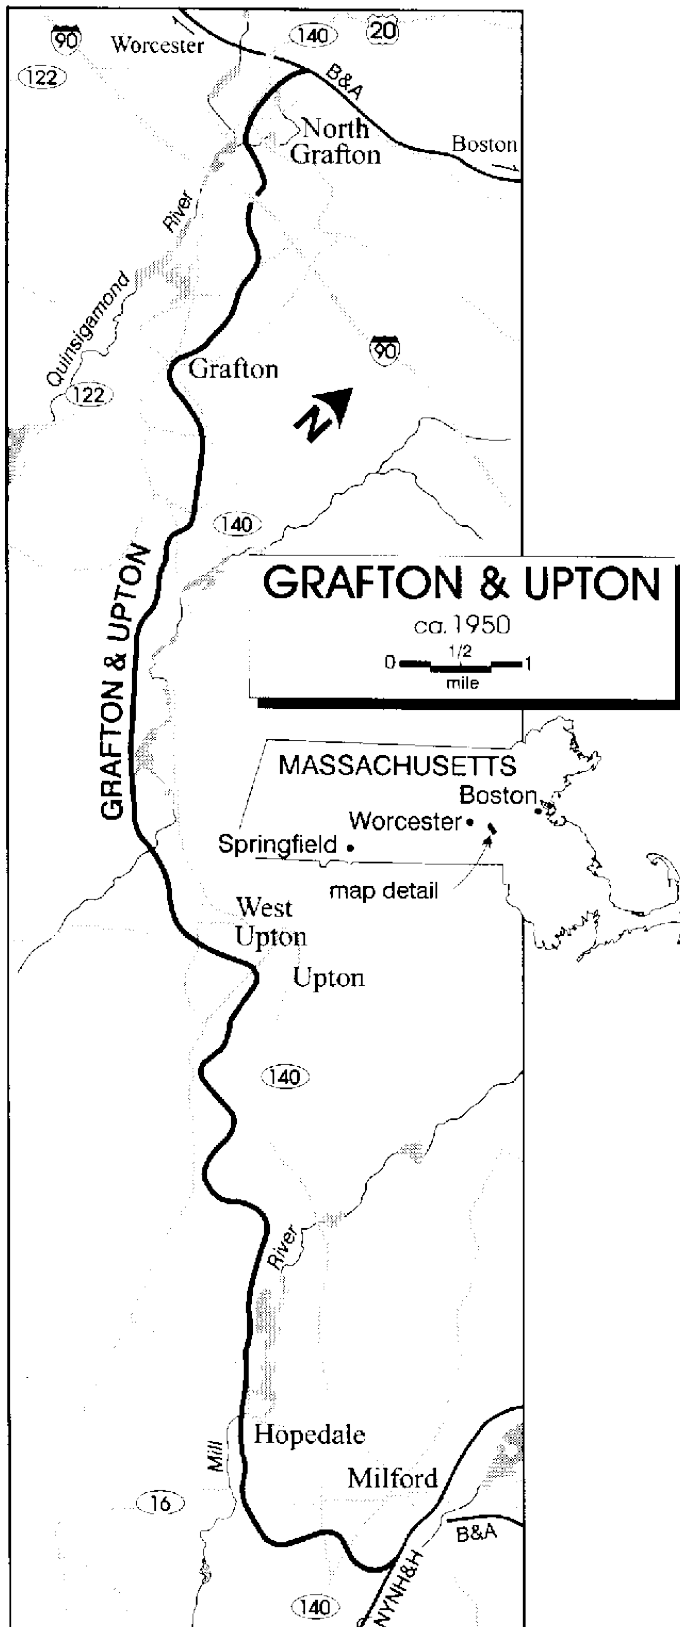 90
Worcester
140
20
122
B&A
North
Grafton
Boston
River
Quinsigamond
90
Grafton
122
N
140
GRAFTON & UPTON
GRAFTON & UPTON
ca. 1950
0 1/2 1
mile
MASSACHUSETTS
Boston
Worcester
Springfield
map detail
West
Upton
Upton
140
River
Hopedale
Mill
Milford
16
B&A
NYNH&H
140